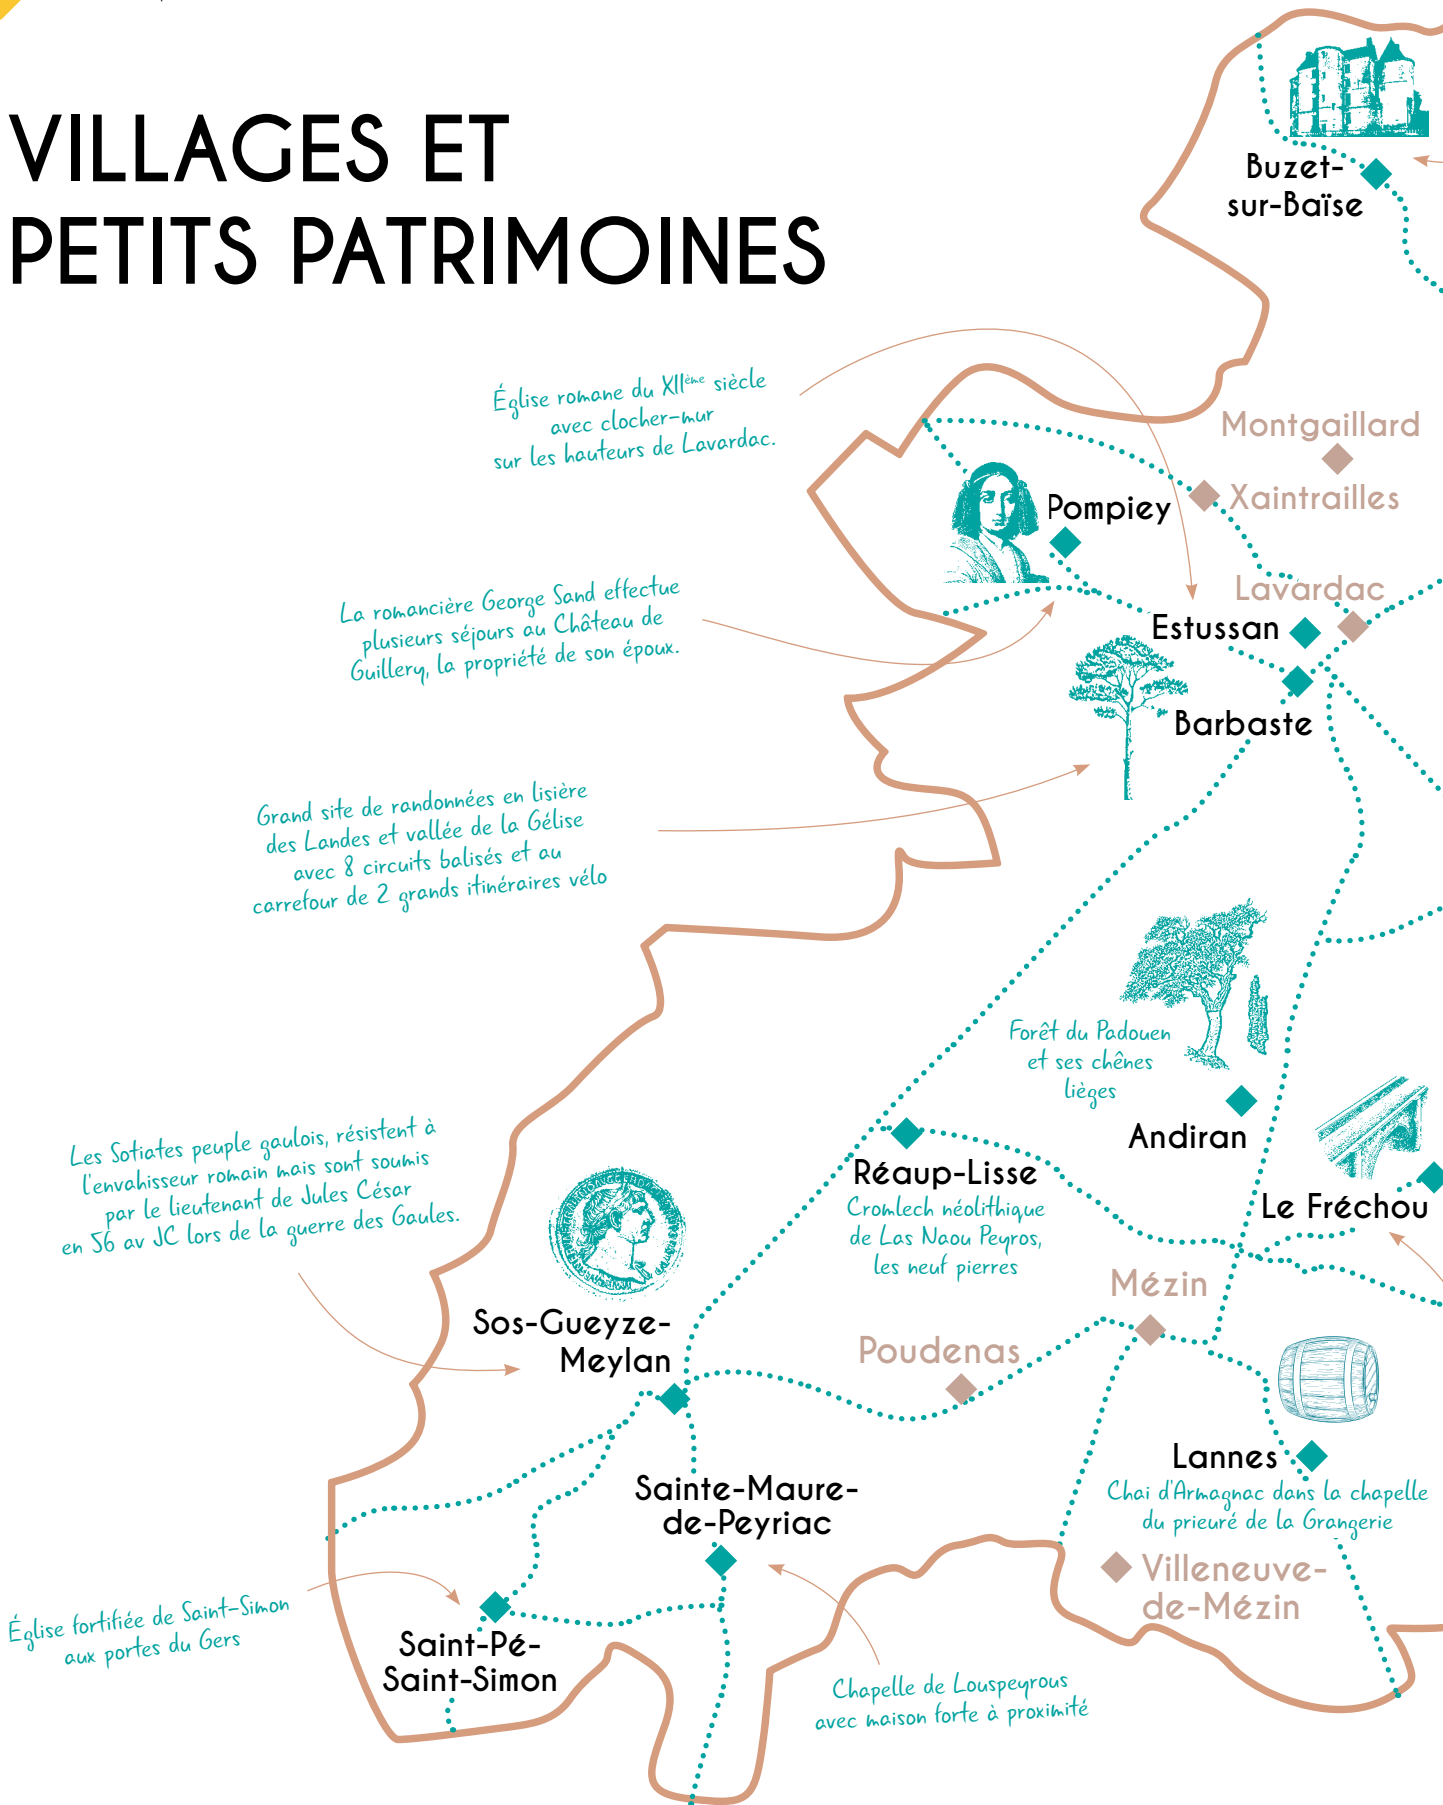 VILLAGES ET
PETITS PATRIMOINES
Buzet-
sur-Baïse
Église romane du XIIème siècle
avec clocher-mur
sur les hauteurs de Lavardac.
Montgaillard
Xaintrailles
Pompiey
La romancière George Sand effectue
plusieurs séjours au Château de
Guillery, la propriété de son époux.
Lavardac
Estussan
Barbaste
Grand site de randonnées en lisière
des Landes et vallée de la Gélise
avec 8 circuits balisés et au
carrefour de 2 grands itinéraires vélo
Forêt du Padouen
et ses chênes
lièges
Andiran
Les Sotiates peuple gaulois, résistent à
l'envahisseur romain mais sont soumis
par le lieutenant de Jules César
en 56 av JC lors de la guerre des Gaules.
Réaup-Lisse
Cromlech néolithique
de Las Naou Peyros,
les neuf pierres
Le Fréchou
Mézin
Sos-Gueyze-
Meylan
Poudenas
Lannes
Chai d'Armagnac dans la chapelle
du prieuré de la Grangerie
Sainte-Maure-
de-Peyriac
Villeneuve-
de-Mézin
Église fortifiée de Saint-Simon
aux portes du Gers
Saint-Pé-
Saint-Simon
Chapelle de Louspeyrous
avec maison forte à proximité